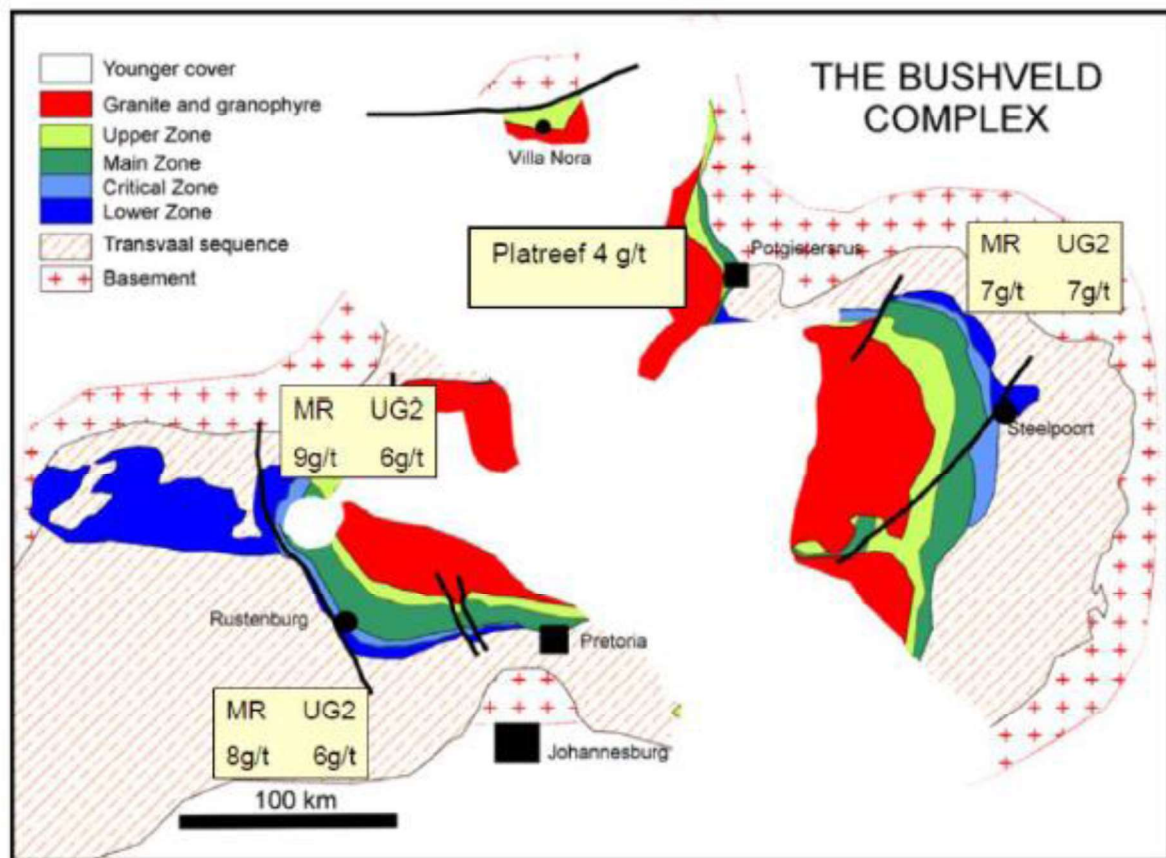 THE BUSHVELD
COMPLEX
Younger cover
Granite and granophyre
Upper Zone
Main Zone
Critical Zone
Lower Zone
Transvaal sequence
Basement
Villa Nora
Platreef 4 g/t
Potgietersrus
MR UG2
7g/t 7g/t
MR UG2
9g/t 6g/t
Steelpoort
Rustenburg
Pretoria
MR UG2
8g/t 6g/t
Johannesburg
100 km